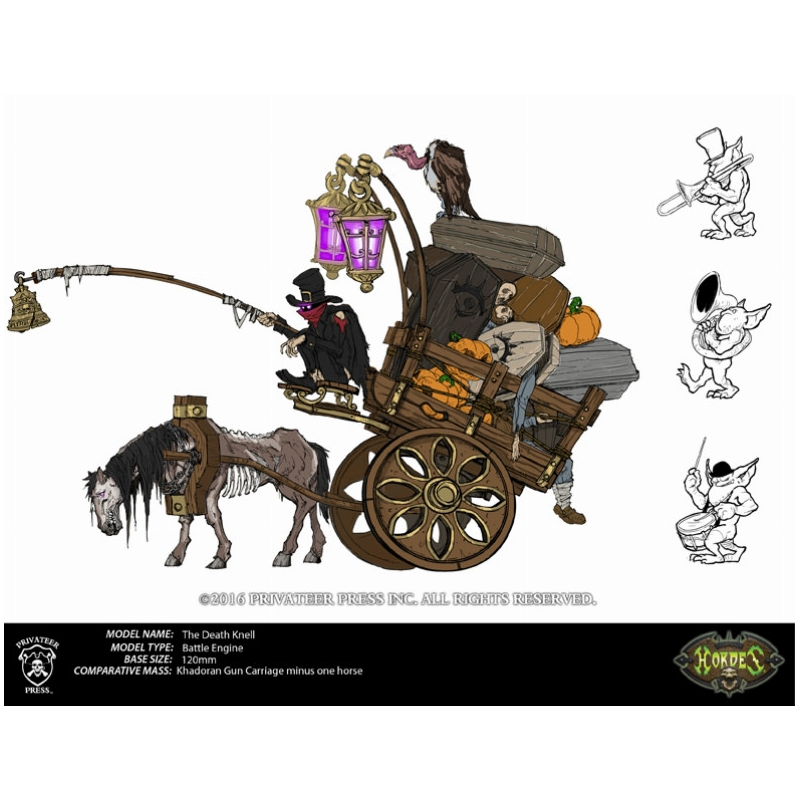 ©2016 PRIVATEER PRESS INC. ALL RIGHTS RESERVED.
PRIVATEER
PRESS
MODEL NAME: The Death Knell
MODEL TYPE: Battle Engine
BASE SIZE: 120mm
COMPARATIVE MASS: Khadoran Gun Carriage minus one horse
HORDES